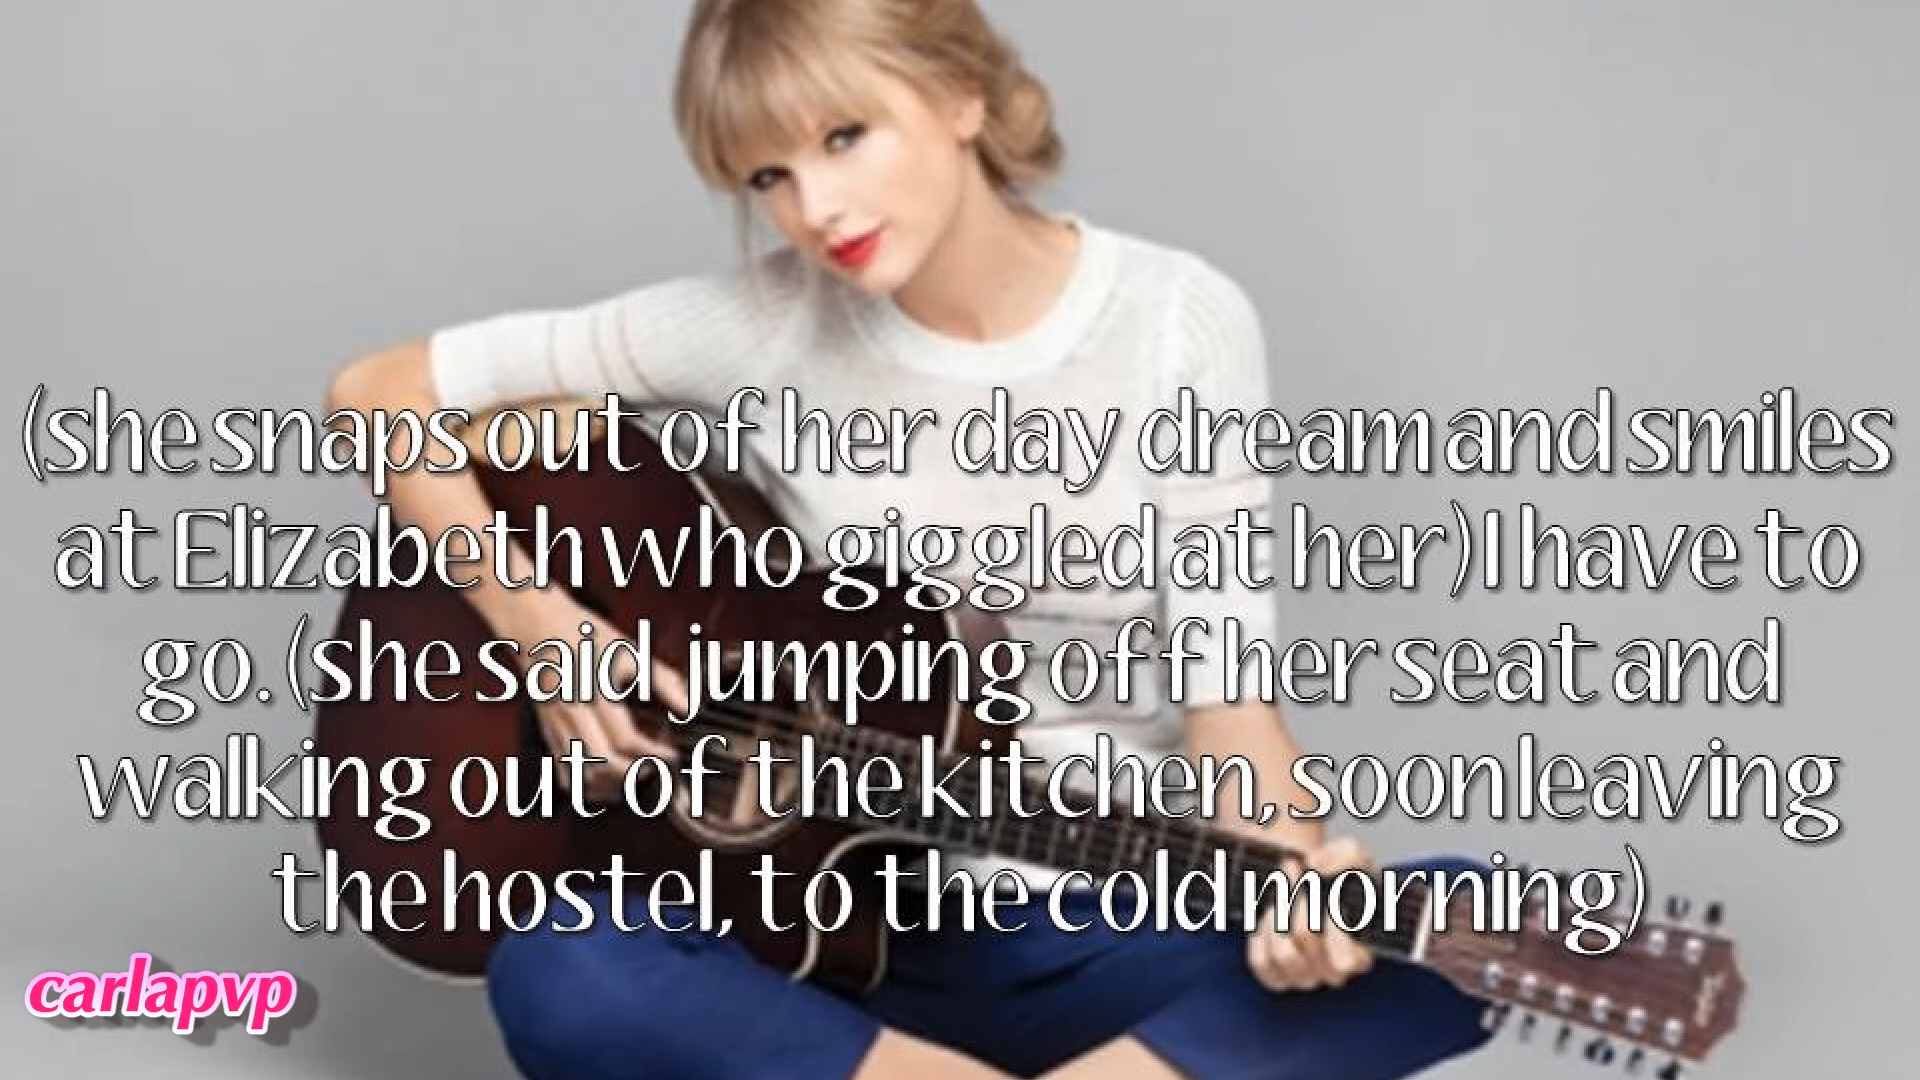 (she snaps out of her day dream and smiles
at Elizabeth who giggled at her) I have to
go. (she said jumping off her seat and
walking out of the kitchen, soon leaving
the hostel, to the cold morning)
carlapvp